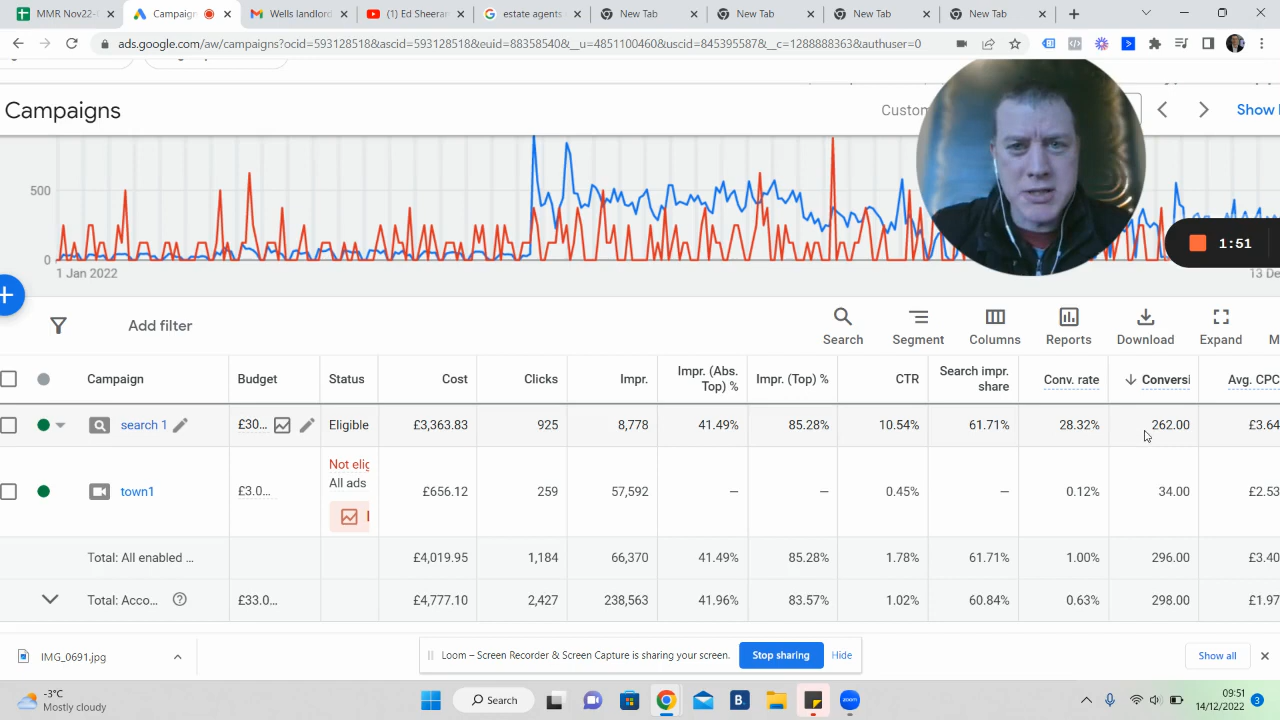 MMR Nov22-
Campaign
Wells landlord
(1) Ed Sheera
estate agents
New Tab
New Tab
New Tab
New Tab
ads.google.com/aw/campaigns?ocid=593128518&ascid=593128518&euid=88353540&__u=4851100460&uscid=8453955587&__c=1288888363&authuser=0
Campaigns
Custom
Show
500
0
1 Jan 2022
13 De
1:51
Add filter
Search
Segment
Columns
Reports
Download
Expand
M
Campaign Budget Status Cost Clicks Impr. Impr. (Abs. Top) % Impr. (Top) % CTR Search impr. share Conv. rate Conversi Avg. CPC
search 1 £30... Eligible £3,363.83 925 8,778 41.49% 85.28% 10.54% 61.71% 28.32% 262.00 £3.64
Not elig
All ads
town1 £3.0... £656.12 259 57,592 — — 0.45% — 0.12% 34.00 £2.53
Total: All enabled ... £4,019.95 1,184 66,370 41.49% 85.28% 1.78% 61.71% 1.00% 296.00 £3.40
Total: Acco... £33.0... £4,777.10 2,427 238,563 41.96% 83.57% 1.02% 60.84% 0.63% 298.00 £1.97
IMG_0691.jpg
Loom – Screen Recorder & Screen Capture is sharing your screen.
Stop sharing
Hide
Show all
-3°C
Mostly cloudy
Search
B.
zoom
09:51
14/12/2022
3